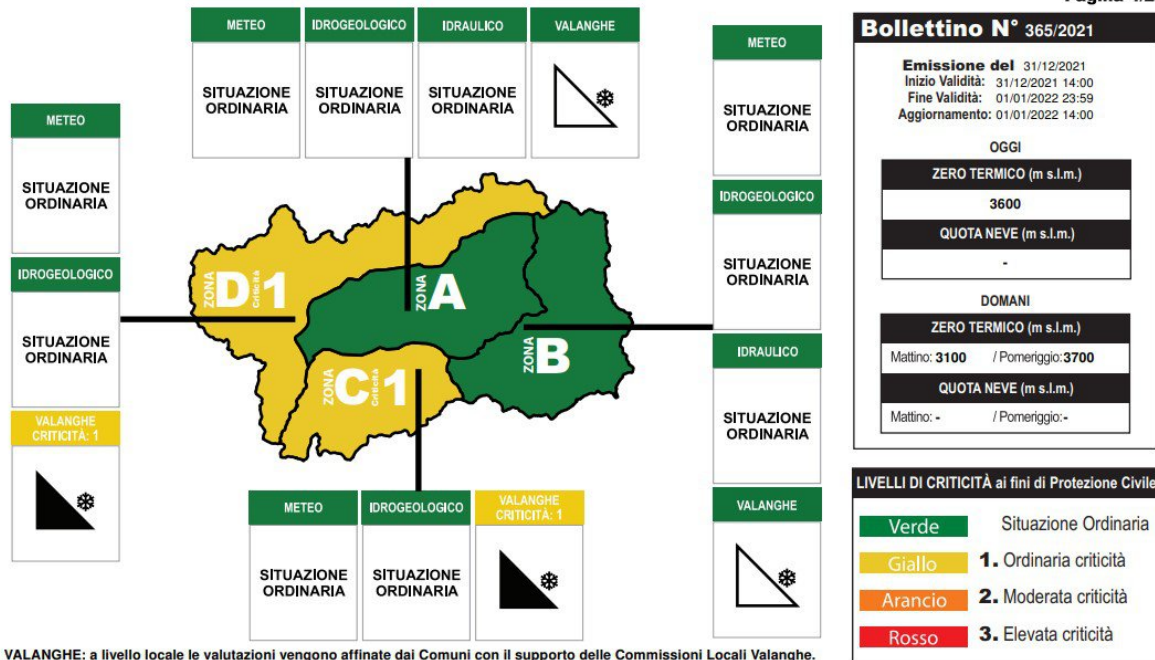 METEO
IDROGEOLOGICO
IDRAULICO
VALANGHE
SITUAZIONE
ORDINARIA
SITUAZIONE
ORDINARIA
SITUAZIONE
ORDINARIA
METEO
SITUAZIONE
ORDINARIA
IDROGEOLOGICO
SITUAZIONE
ORDINARIA
VALANGHE
CRITICITÀ: 1
ZONA
D
Criticità
1
ZONA
A
ZONA
B
ZONA
C
Criticità
1
METEO
IDROGEOLOGICO
VALANGHE
CRITICITÀ: 1
SITUAZIONE
ORDINARIA
SITUAZIONE
ORDINARIA
METEO
SITUAZIONE
ORDINARIA
IDROGEOLOGICO
SITUAZIONE
ORDINARIA
IDRAULICO
SITUAZIONE
ORDINARIA
VALANGHE
Bollettino N° 365/2021
Emissione del 31/12/2021
Inizio Validità: 31/12/2021 14:00
Fine Validità: 01/01/2022 23:59
Aggiornamento: 01/01/2022 14:00
OGGI
ZERO TERMICO (m s.l.m.)
3600
QUOTA NEVE (m s.l.m.)
-
DOMANI
ZERO TERMICO (m s.l.m.)
Mattino: 3100 / Pomeriggio: 3700
QUOTA NEVE (m s.l.m.)
Mattino: - / Pomeriggio: -
LIVELLI DI CRITICITÀ ai fini di Protezione Civile
Verde Situazione Ordinaria
Giallo 1. Ordinaria criticità
Arancio 2. Moderata criticità
Rosso 3. Elevata criticità
VALANGHE: a livello locale le valutazioni vengono affinate dai Comuni con il supporto delle Commissioni Locali Valanghe.